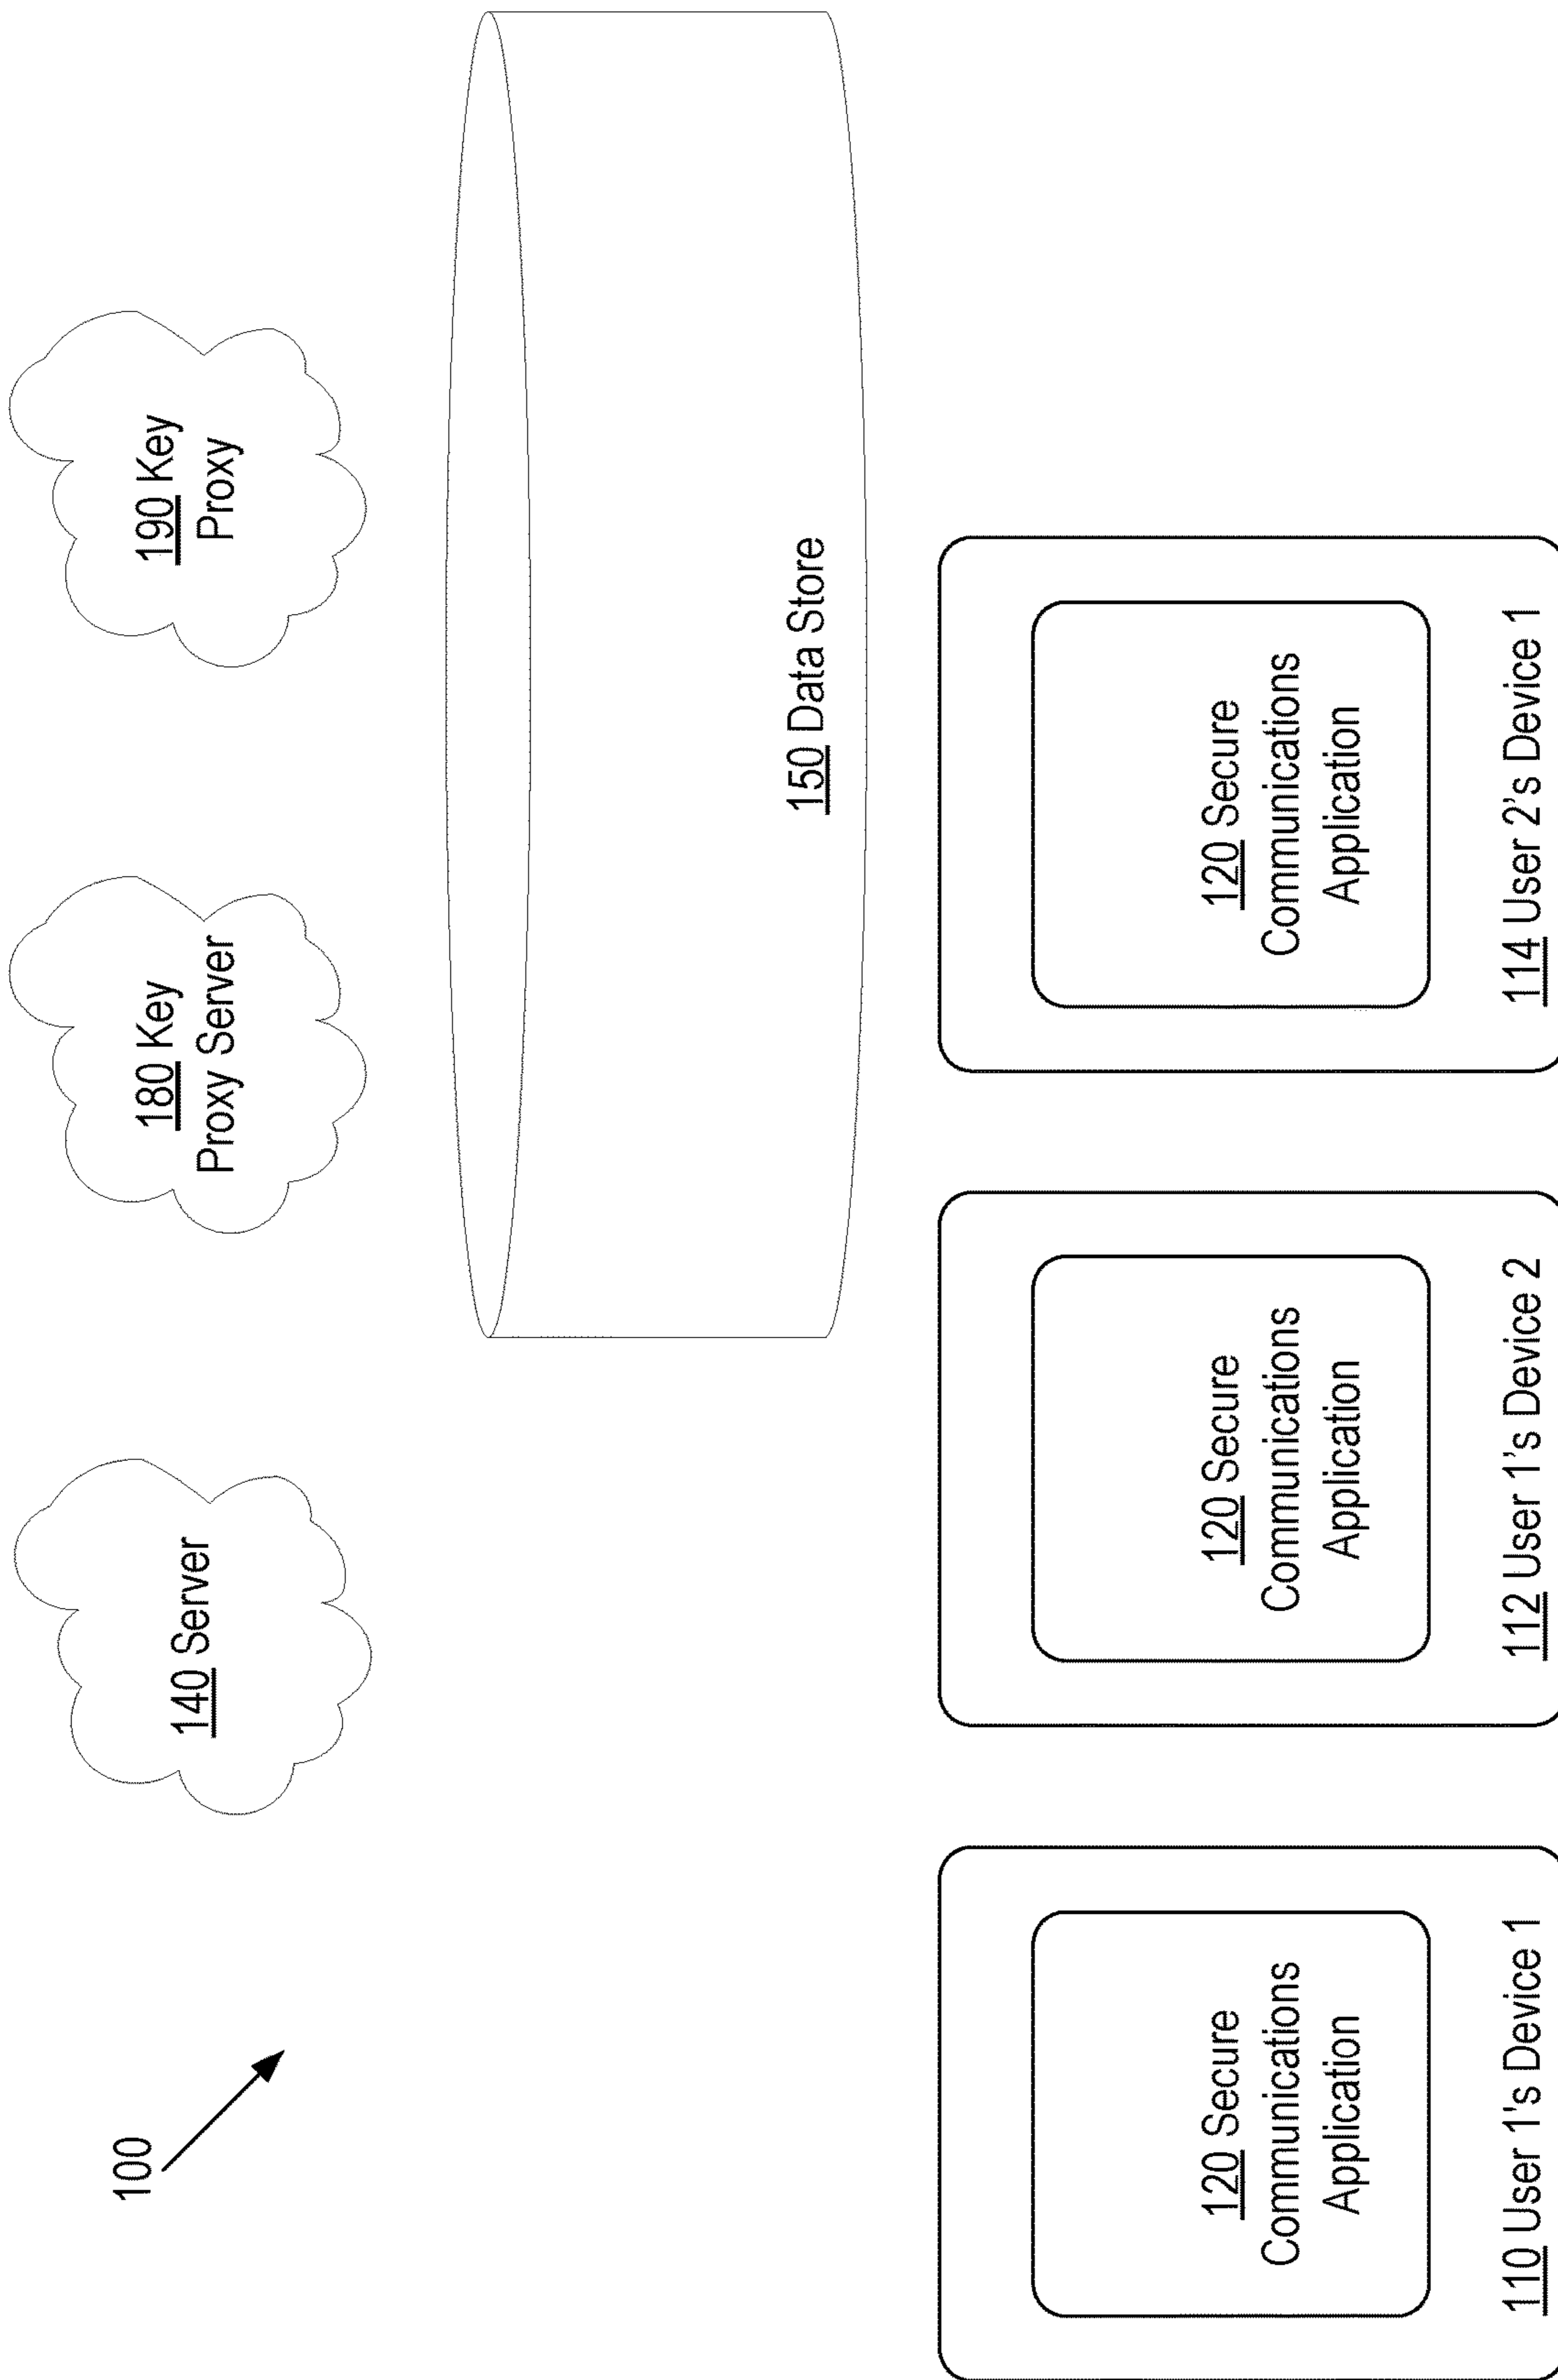 100
140 Server
180 Key
Proxy Server
190 Key
Proxy
150 Data Store
120 Secure
Communications
Application
110 User 1's Device 1
120 Secure
Communications
Application
112 User 1's Device 2
120 Secure
Communications
Application
114 User 2's Device 1